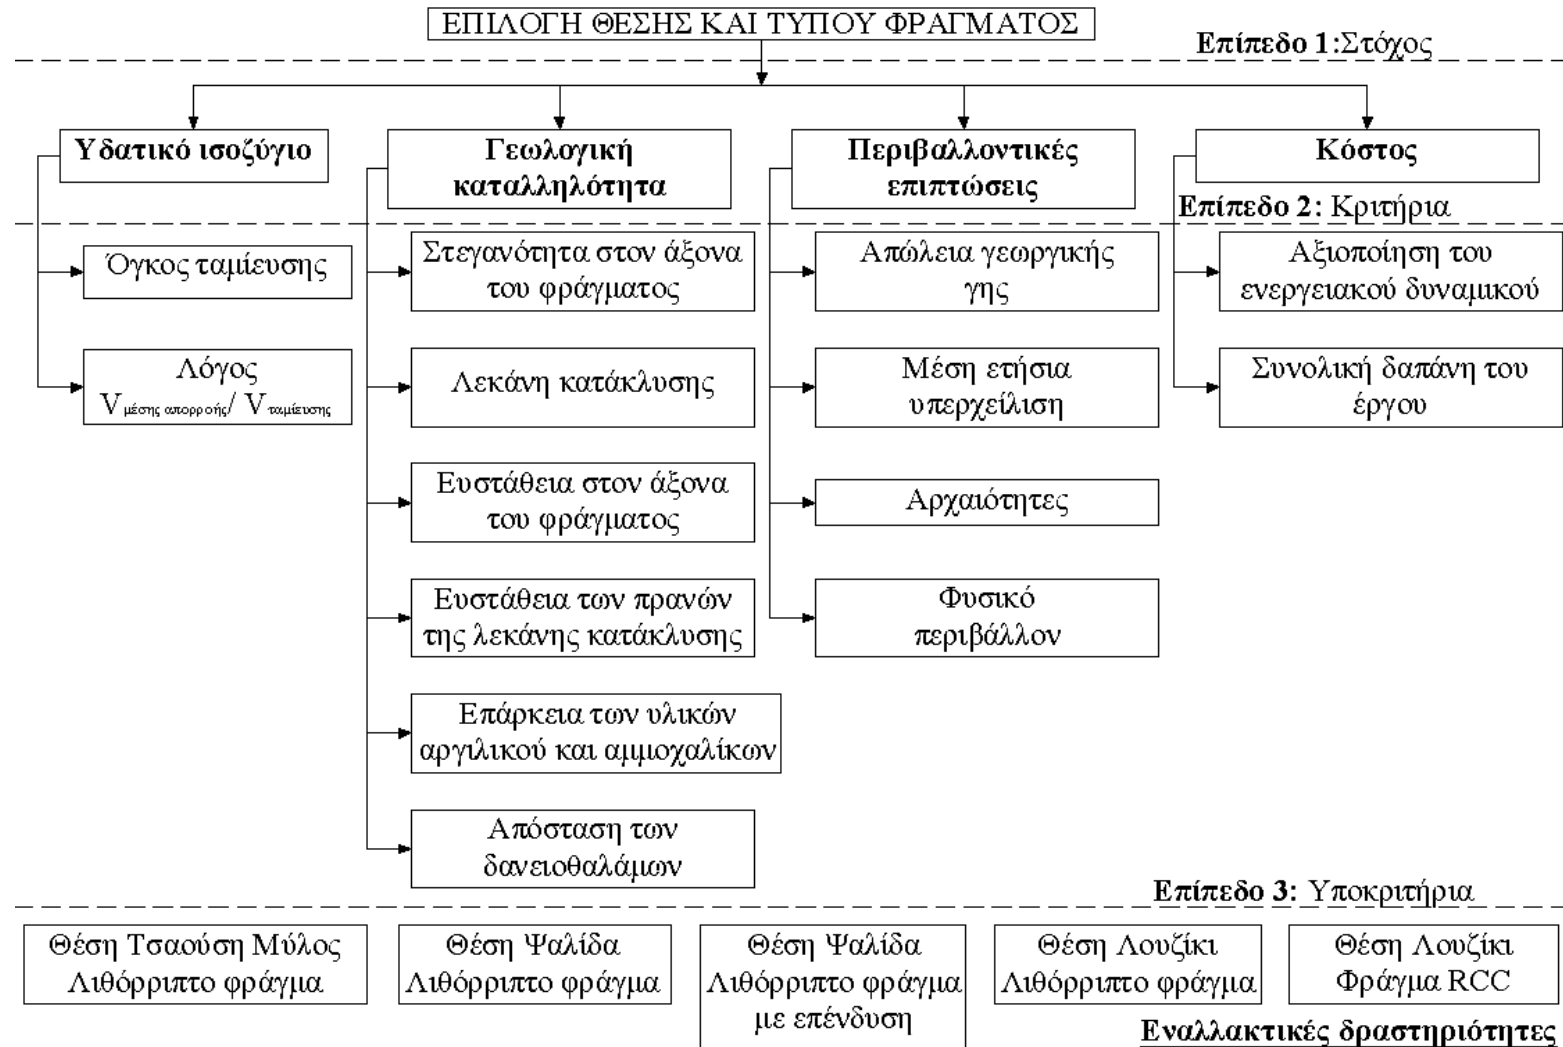 ΕΠΙΛΟΓΗ ΘΕΣΗΣ ΚΑΙ ΤΥΠΟΥ ΦΡΑΓΜΑΤΟΣ
Επίπεδο 1:Στόχος
Υδατικό ισοζύγιο
Γεωλογική
καταλληλότητα
Περιβαλλοντικές
επιπτώσεις
Κόστος
Επίπεδο 2: Κριτήρια
Όγκος ταμίευσης
Λόγος
V μέσης απορροής/ V ταμίευσης
Στεγανότητα στον άξονα
του φράγματος
Λεκάνη κατάκλυσης
Ευστάθεια στον άξονα
του φράγματος
Ευστάθεια των πρανών
της λεκάνης κατάκλυσης
Επάρκεια των υλικών
αργιλικού και αμμοχαλίκων
Απόσταση των
δανειοθαλάμων
Απώλεια γεωργικής
γης
Μέση ετήσια
υπερχείλιση
Αρχαιότητες
Φυσικό
περιβάλλον
Αξιοποίηση του
ενεργειακού δυναμικού
Συνολική δαπάνη του
έργου
Επίπεδο 3: Υποκριτήρια
Θέση Τσαούση Μύλος
Λιθόρριπτο φράγμα
Θέση Ψαλίδα
Λιθόρριπτο φράγμα
Θέση Ψαλίδα
Λιθόρριπτο φράγμα
με επένδυση
Θέση Λουζίκι
Λιθόρριπτο φράγμα
Θέση Λουζίκι
Φράγμα RCC
Εναλλακτικές δραστηριότητες